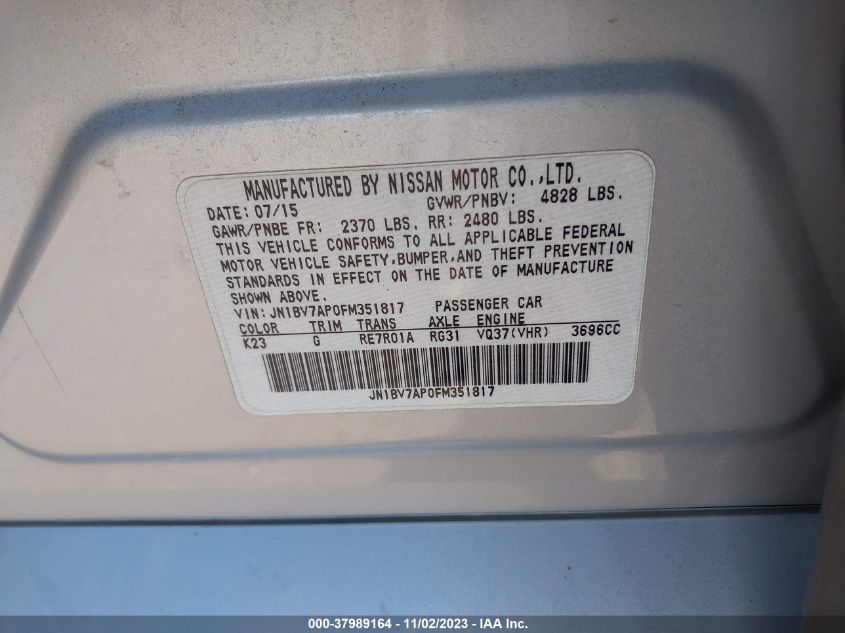 MANUFACTURED BY NISSAN MOTOR CO.,LTD.
DATE: 07/15 GVWR/PNBV: 4828 LBS.
GAWR/PNBE FR: 2370 LBS. RR: 2480 LBS.
THIS VEHICLE CONFORMS TO ALL APPLICABLE FEDERAL
MOTOR VEHICLE SAFETY,BUMPER,AND THEFT PREVENTION
STANDARDS IN EFFECT ON THE DATE OF MANUFACTURE
SHOWN ABOVE.
VIN: JN1BV7AP0FM351817 PASSENGER CAR
COLOR TRIM TRANS AXLE ENGINE
K23 G RE7R01A RG31 VQ37(VHR) 3696CC
JN1BV7AP0FM351817
000-37989164 - 11/02/2023 - IAA Inc.